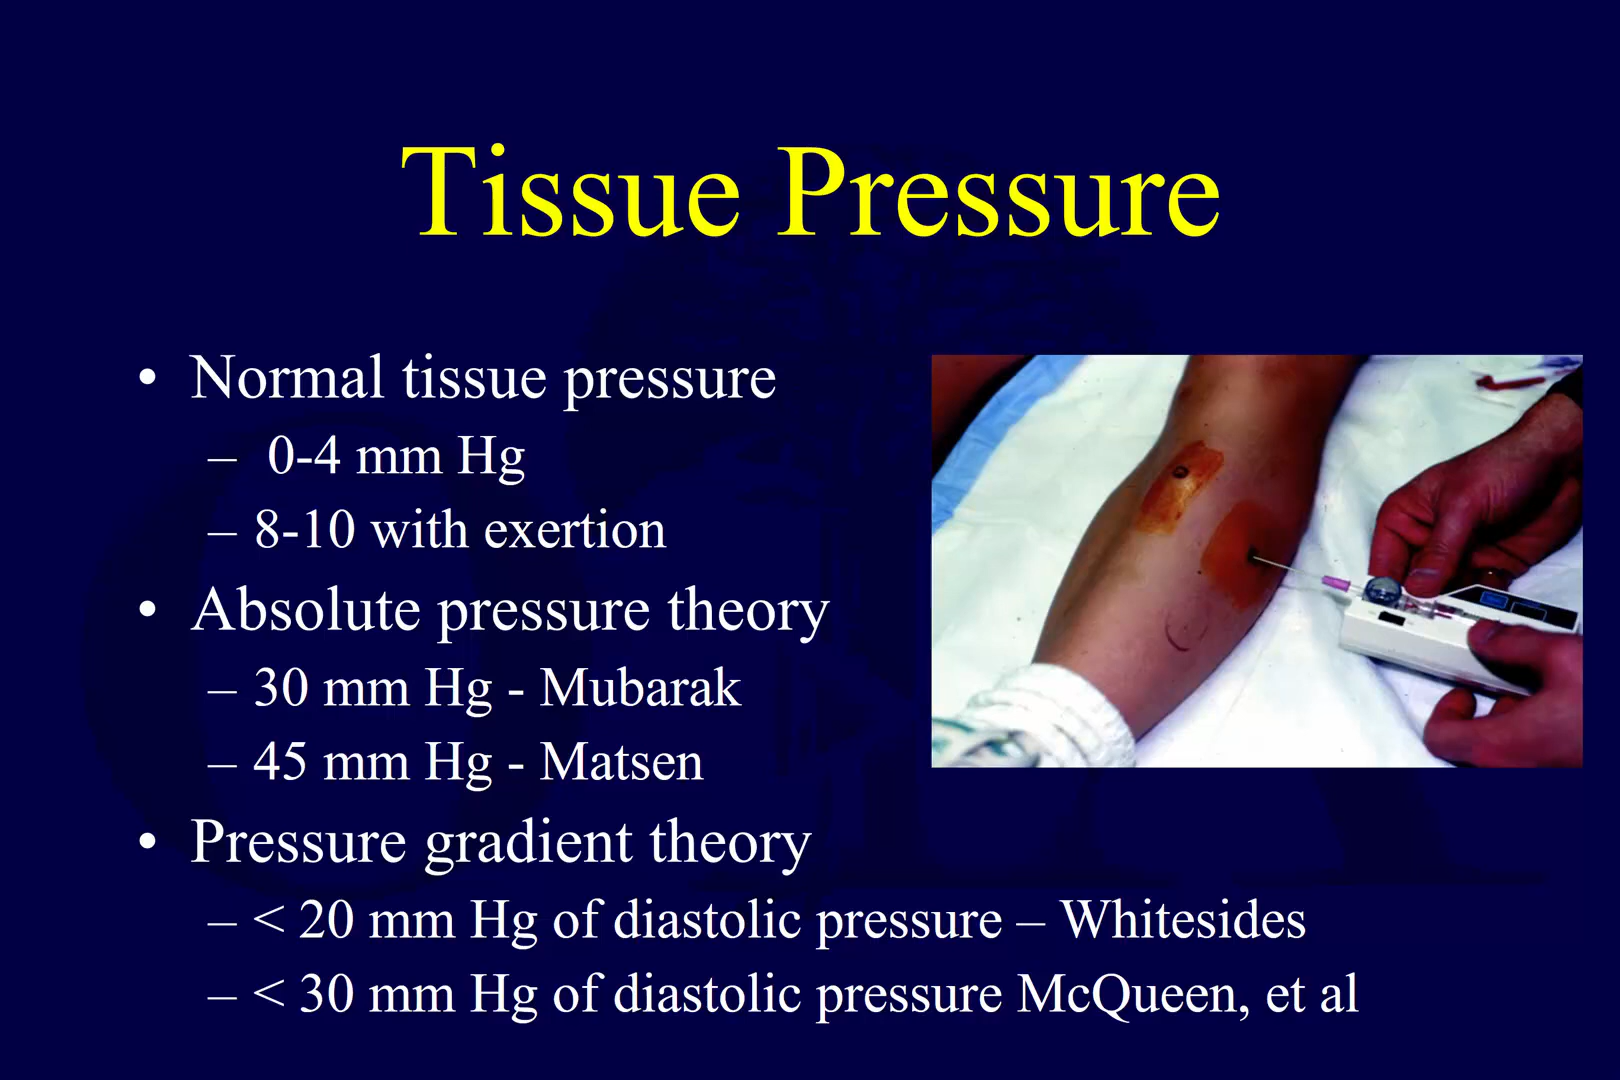 Tissue Pressure
• Normal tissue pressure
– 0-4 mm Hg
– 8-10 with exertion
• Absolute pressure theory
– 30 mm Hg - Mubarak
– 45 mm Hg - Matsen
• Pressure gradient theory
– < 20 mm Hg of diastolic pressure – Whitesides
– < 30 mm Hg of diastolic pressure McQueen, et al